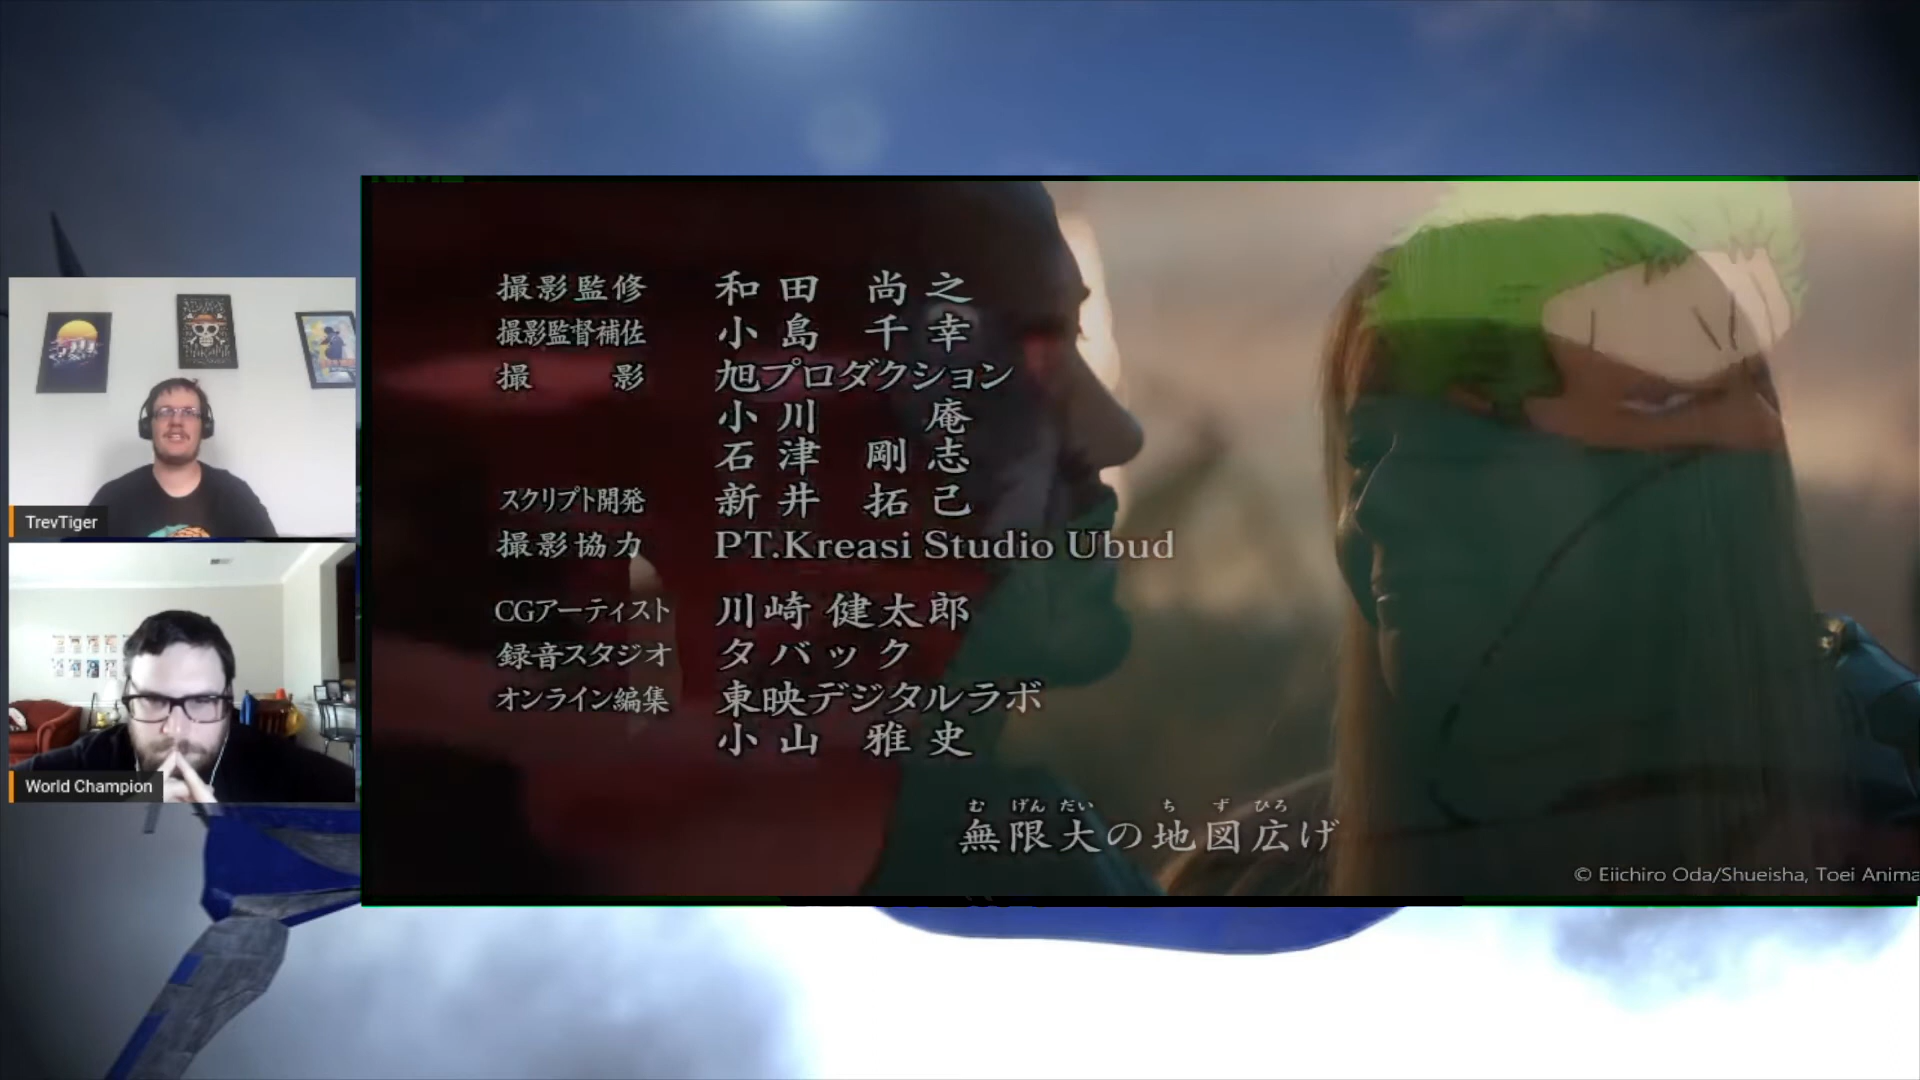 撮影監修 和田 尚之
撮影監督補佐 小島 千幸
撮影 旭プロダクション
小川 庵
石津 剛志
スクリプト開発 新井 拓己
撮影協力 PT.Kreasi Studio Ubud
CGアーティスト 川崎 健太郎
録音スタジオ タバック
オンライン編集 東映デジタルラボ
小山 雅史
む げん だい ち ず ひろ
無限大の地図広げ
© Eiichiro Oda/Shueisha, Toei Anima
TrevTiger
World Champion